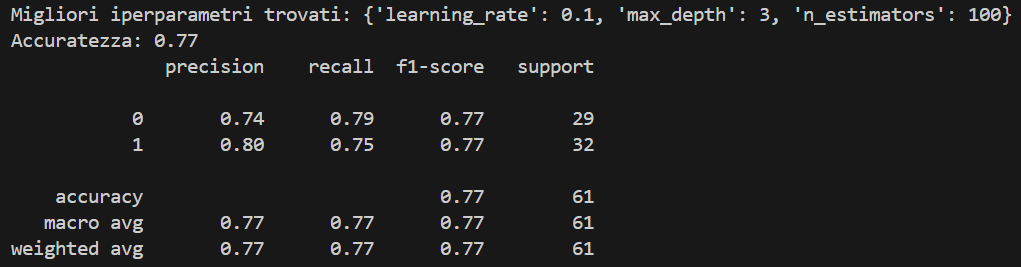 Migliori iperparametri trovati: {'learning_rate': 0.1, 'max_depth': 3, 'n_estimators': 100}
Accuratezza: 0.77
precision recall f1-score support
0 0.74 0.79 0.77 29
1 0.80 0.75 0.77 32
accuracy 0.77 61
macro avg 0.77 0.77 0.77 61
weighted avg 0.77 0.77 0.77 61